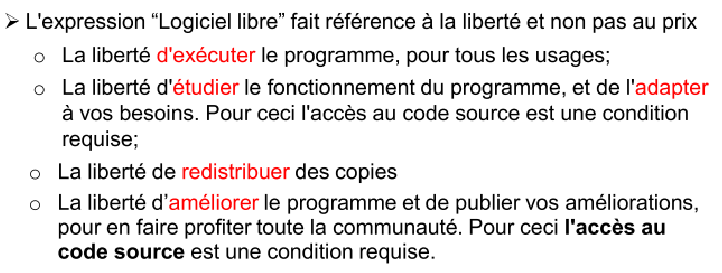 ➢ L'expression “Logiciel libre” fait référence à la liberté et non pas au prix
o La liberté d'exécuter le programme, pour tous les usages;
o La liberté d'étudier le fonctionnement du programme, et de l'adapter
à vos besoins. Pour ceci l'accès au code source est une condition
requise;
o La liberté de redistribuer des copies
o La liberté d’améliorer le programme et de publier vos améliorations,
pour en faire profiter toute la communauté. Pour ceci l'accès au
code source est une condition requise.